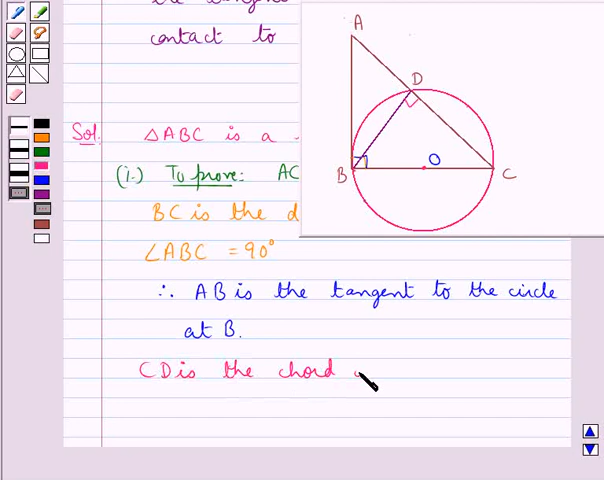 contact to
Sol. △ABC is a
(i.) To prove: AC
BC is the d
∠ABC = 90°
∴ AB is the tangent to the circle
at B.
CD is the chord
A
D
B
O
C